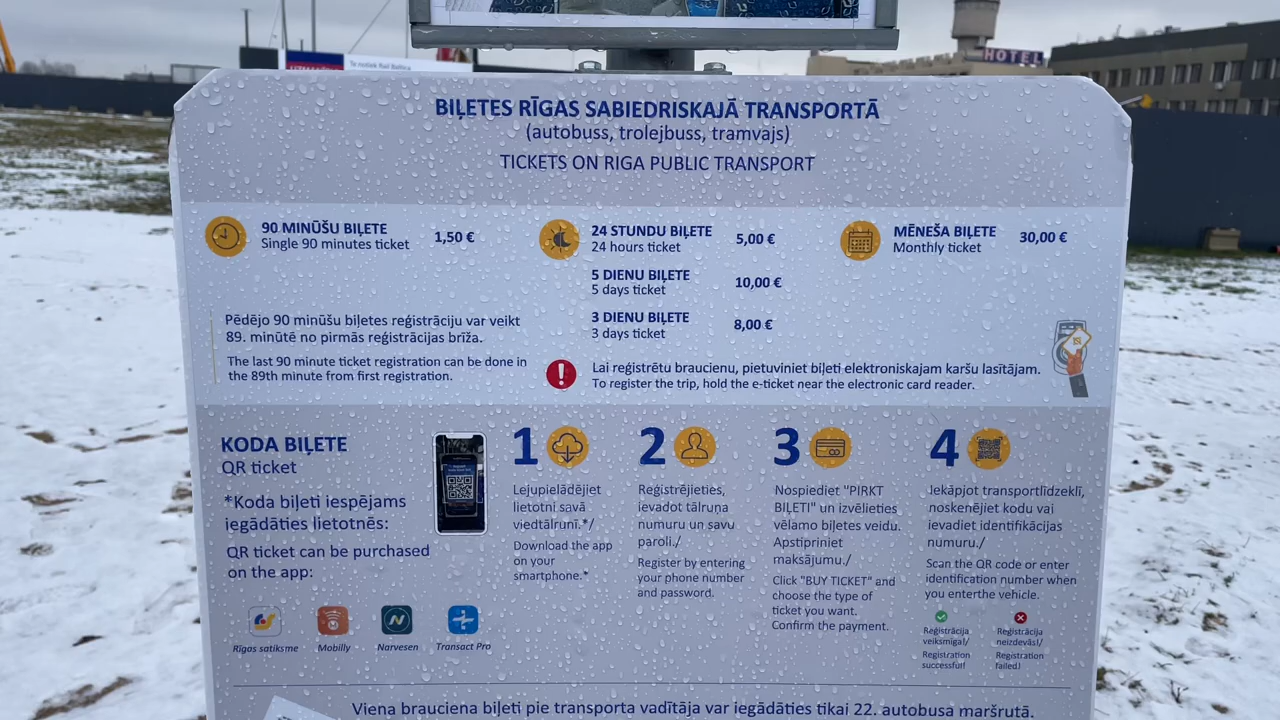 Te notiek Rail Baltica
HOTEL
BIĻETES RĪGAS SABIEDRISKAJĀ TRANSPORTĀ
(autobuss, trolejbuss, tramvajs)
TICKETS ON RIGA PUBLIC TRANSPORT
90 MINŪŠU BIĻETE
Single 90 minutes ticket
1,50 €
24 STUNDU BIĻETE
24 hours ticket
5,00 €
5 DIENU BIĻETE
5 days ticket
10,00 €
3 DIENU BIĻETE
3 days ticket
8,00 €
MĒNEŠA BIĻETE
Monthly ticket
30,00 €
Pēdējo 90 minūšu biļetes reģistrāciju var veikt
89. minūtē no pirmās reģistrācijas brīža.
The last 90 minute ticket registration can be done in
the 89th minute from first registration.
Lai reģistrētu braucienu, pietuviniet biļeti elektroniskajam karšu lasītājam.
To register the trip, hold the e-ticket near the electronic card reader.
KODA BIĻETE
QR ticket
*Koda biļeti iespējams
iegādāties lietotnēs:
QR ticket can be purchased
on the app:
Rīgas satiksme
Mobilly
Narvesen
Transact Pro
1
Lejupielādējiet
lietotni savā
viedtālrunī.*/
Download the app
on your
smartphone.*
2
Reģistrējieties,
ievadot tālruņa
numuru un savu
paroli./
Register by entering
your phone number
and password.
3
Nospiediet "PIRKT
BIĻETI" un izvēlieties
vēlamo biļetes veidu.
Apstipriniet
maksājumu./
Click "BUY TICKET" and
choose the type of
ticket you want.
Confirm the payment.
4
Iekāpjot transportlīdzeklī,
noskenējiet kodu vai
ievadiet identifikācijas
numuru./
Scan the QR code or enter
identification number when
you enterthe vehicle.
Reģistrācija
veiksmīga!/
Registration
successful!
Reģistrācija
neizdevās!/
Registration
failed!
Viena brauciena biļeti pie transporta vadītāja var iegādāties tikai 22. autobusa maršrutā.